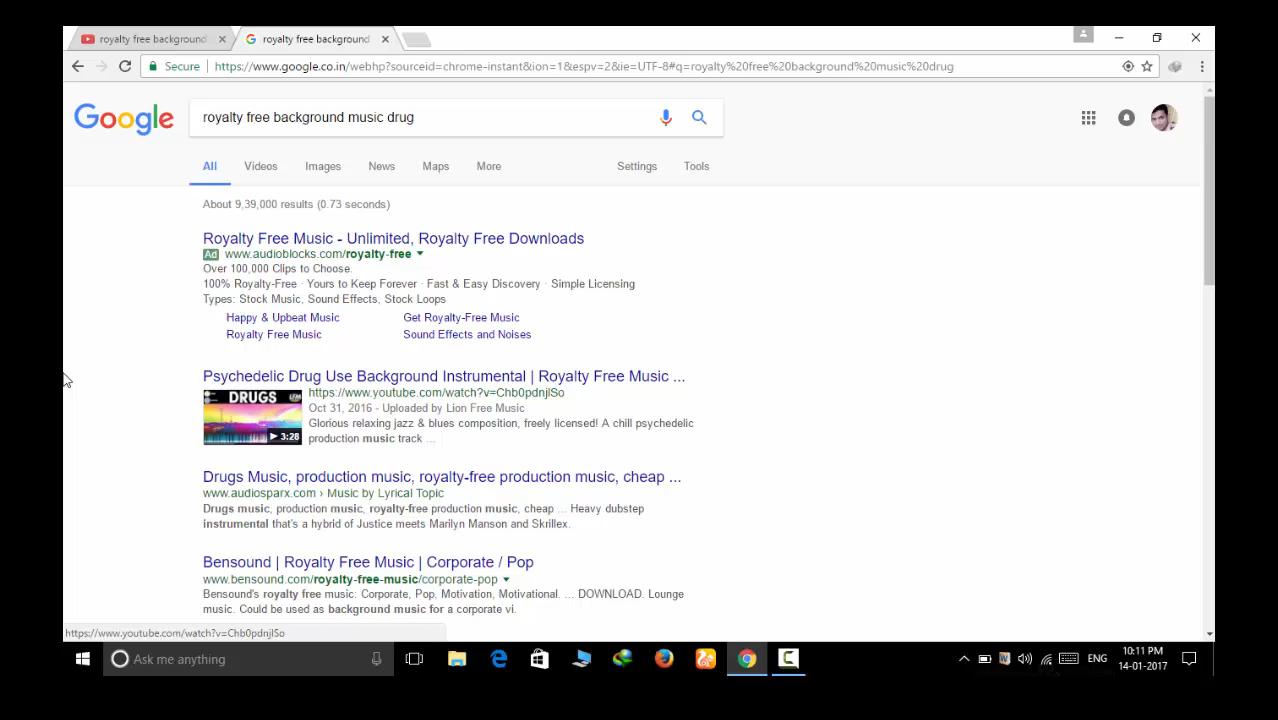 royalty free background
royalty free background
Secure
https://www.google.co.in/webhp?sourceid=chrome-instant&ion=1&espv=2&ie=UTF-8#q=royalty%20free%20background%20music%20drug
Google
royalty free background music drug
All Videos Images News Maps More Settings Tools
About 9,39,000 results (0.73 seconds)
Royalty Free Music - Unlimited, Royalty Free Downloads
Ad www.audioblocks.com/royalty-free
Over 100,000 Clips to Choose.
100% Royalty-Free · Yours to Keep Forever · Fast & Easy Discovery · Simple Licensing
Types: Stock Music, Sound Effects, Stock Loops
Happy & Upbeat Music Get Royalty-Free Music
Royalty Free Music Sound Effects and Noises
Psychedelic Drug Use Background Instrumental | Royalty Free Music ...
DRUGS
LFM
3:28
https://www.youtube.com/watch?v=Chb0pdnjlSo
Oct 31, 2016 - Uploaded by Lion Free Music
Glorious relaxing jazz & blues composition, freely licensed! A chill psychedelic
production music track ...
Drugs Music, production music, royalty-free production music, cheap ...
www.audiosparx.com › Music by Lyrical Topic
Drugs music, production music, royalty-free production music, cheap ... Heavy dubstep
instrumental that's a hybrid of Justice meets Marilyn Manson and Skrillex.
Bensound | Royalty Free Music | Corporate / Pop
www.bensound.com/royalty-free-music/corporate-pop
Bensound's royalty free music: Corporate, Pop, Motivation, Motivational. ... DOWNLOAD. Lounge
music. Could be used as background music for a corporate vi.
https://www.youtube.com/watch?v=Chb0pdnjlSo
Ask me anything
ENG
10:11 PM
14-01-2017